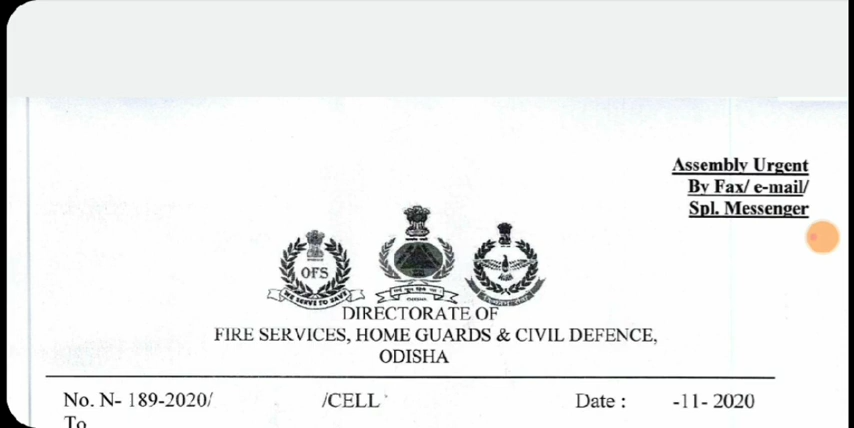 Assembly Urgent
By Fax/ e-mail/
Spl. Messenger
OFS
WE SERVE TO SAVE
DIRECTORATE OF
FIRE SERVICES, HOME GUARDS & CIVIL DEFENCE,
ODISHA
No. N- 189-2020/ /CELL Date : -11- 2020
To